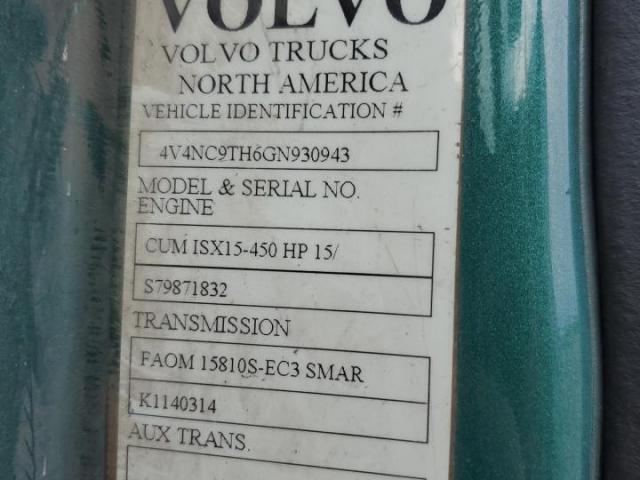 VOLVO
VOLVO TRUCKS
NORTH AMERICA
VEHICLE IDENTIFICATION #
4V4NC9TH6GN930943
MODEL & SERIAL NO.
ENGINE
CUM ISX15-450 HP 15/
S79871832
TRANSMISSION
FAOM 15810S-EC3 SMAR
K1140314
AUX TRANS.